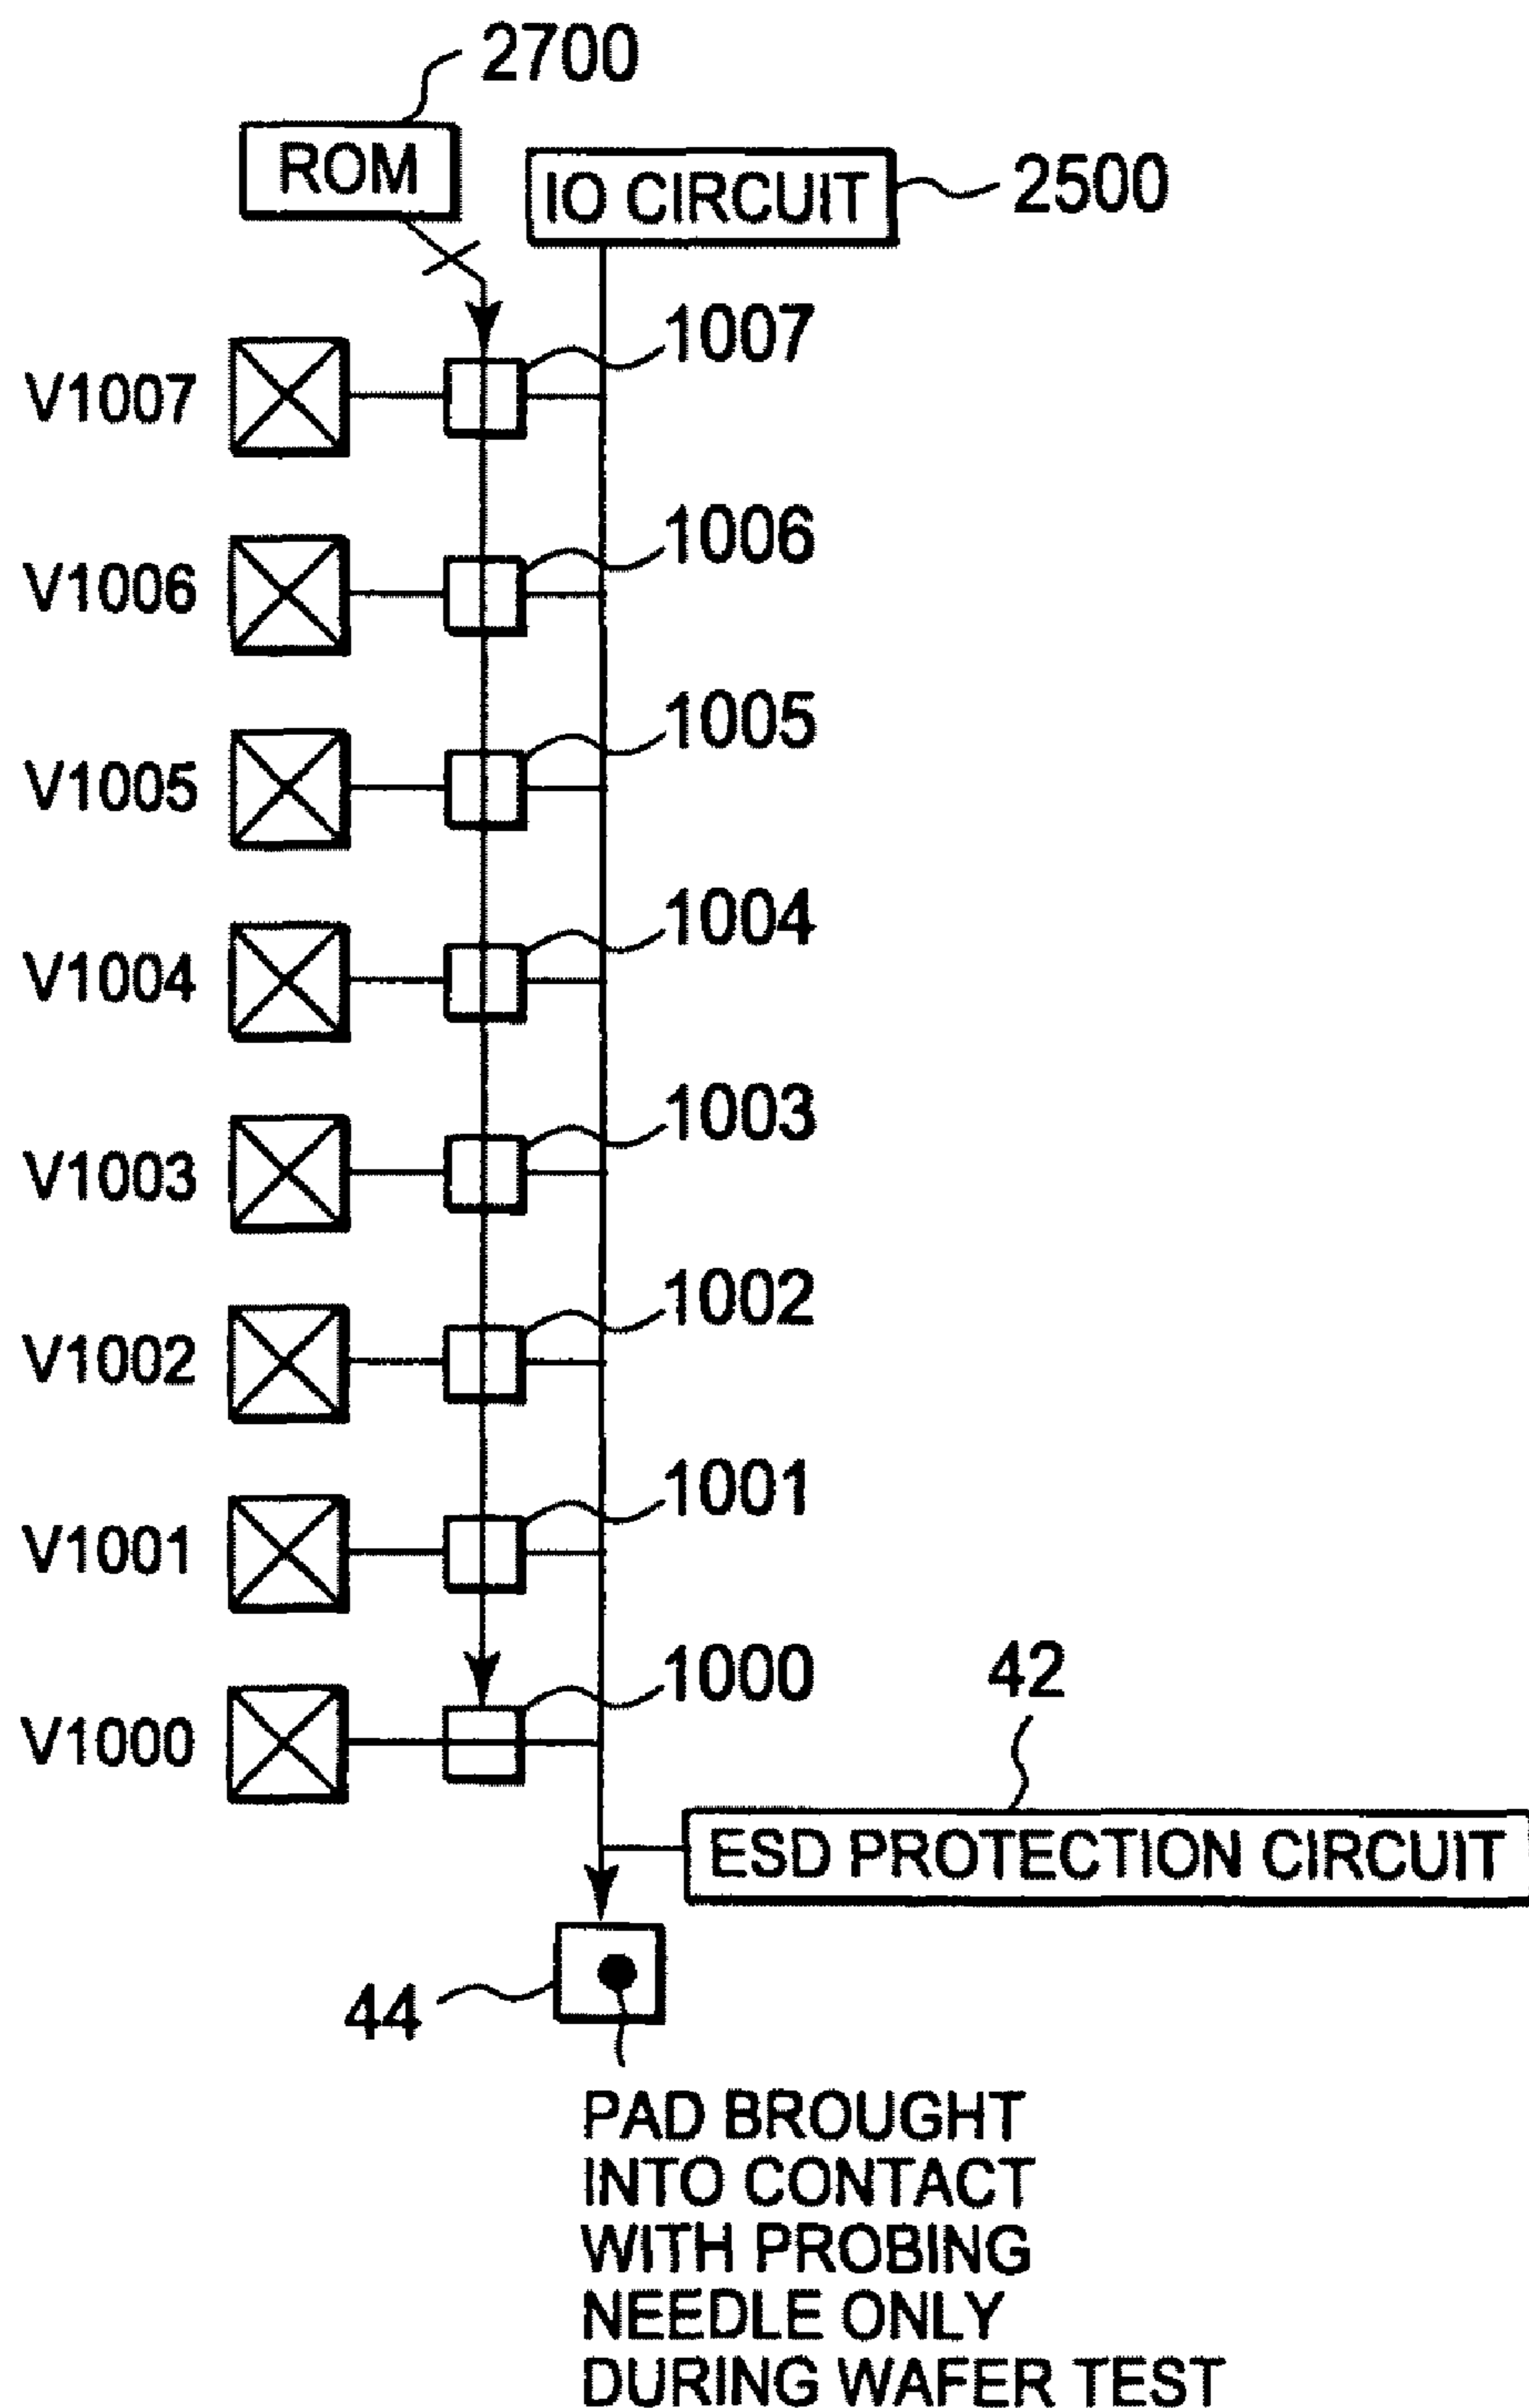 2700
ROM
IO CIRCUIT
2500
1007
V1007
1006
V1006
1005
V1005
1004
V1004
1003
V1003
1002
V1002
1001
V1001
1000
V1000
42
ESD PROTECTION CIRCUIT
44
PAD BROUGHT
INTO CONTACT
WITH PROBING
NEEDLE ONLY
DURING WAFER TEST